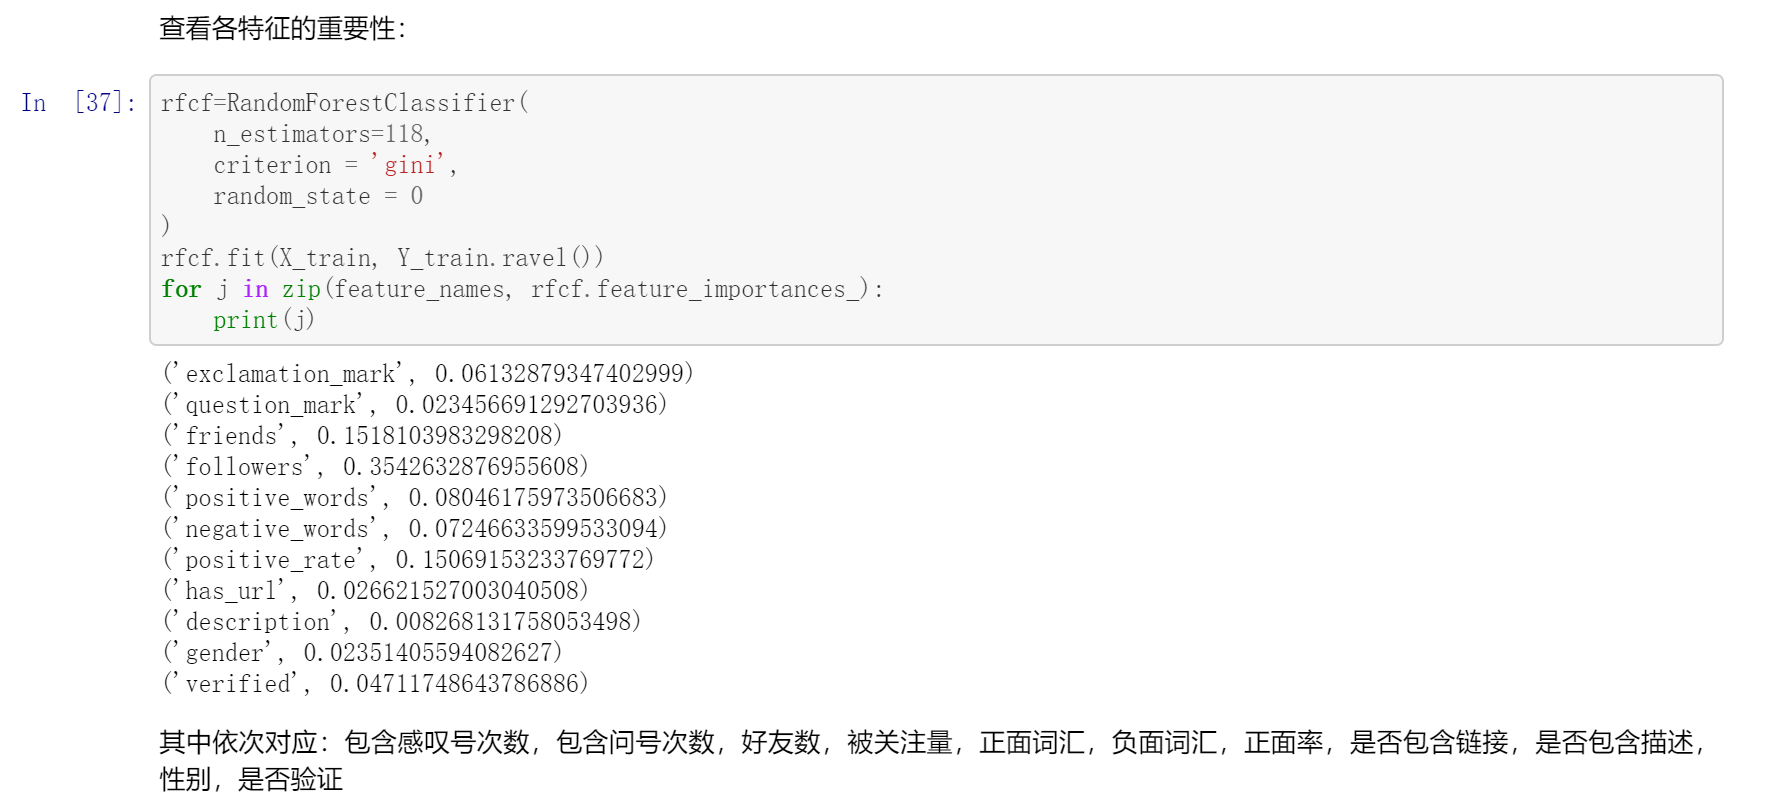 查看各特征的重要性：
In [37]: rfcf=RandomForestClassifier(
    n_estimators=118,
    criterion = 'gini',
    random_state = 0
)
rfcf.fit(X_train, Y_train.ravel())
for j in zip(feature_names, rfcf.feature_importances_):
    print(j)
('exclamation_mark', 0.06132879347402999)
('question_mark', 0.023456691292703936)
('friends', 0.1518103983298208)
('followers', 0.3542632876955608)
('positive_words', 0.08046175973506683)
('negative_words', 0.07246633599533094)
('positive_rate', 0.15069153233769772)
('has_url', 0.026621527003040508)
('description', 0.008268131758053498)
('gender', 0.02351405594082627)
('verified', 0.04711748643786886)
其中依次对应：包含感叹号次数，包含问号次数，好友数，被关注量，正面词汇，负面词汇，正面率，是否包含链接，是否包含描述，
性别，是否验证